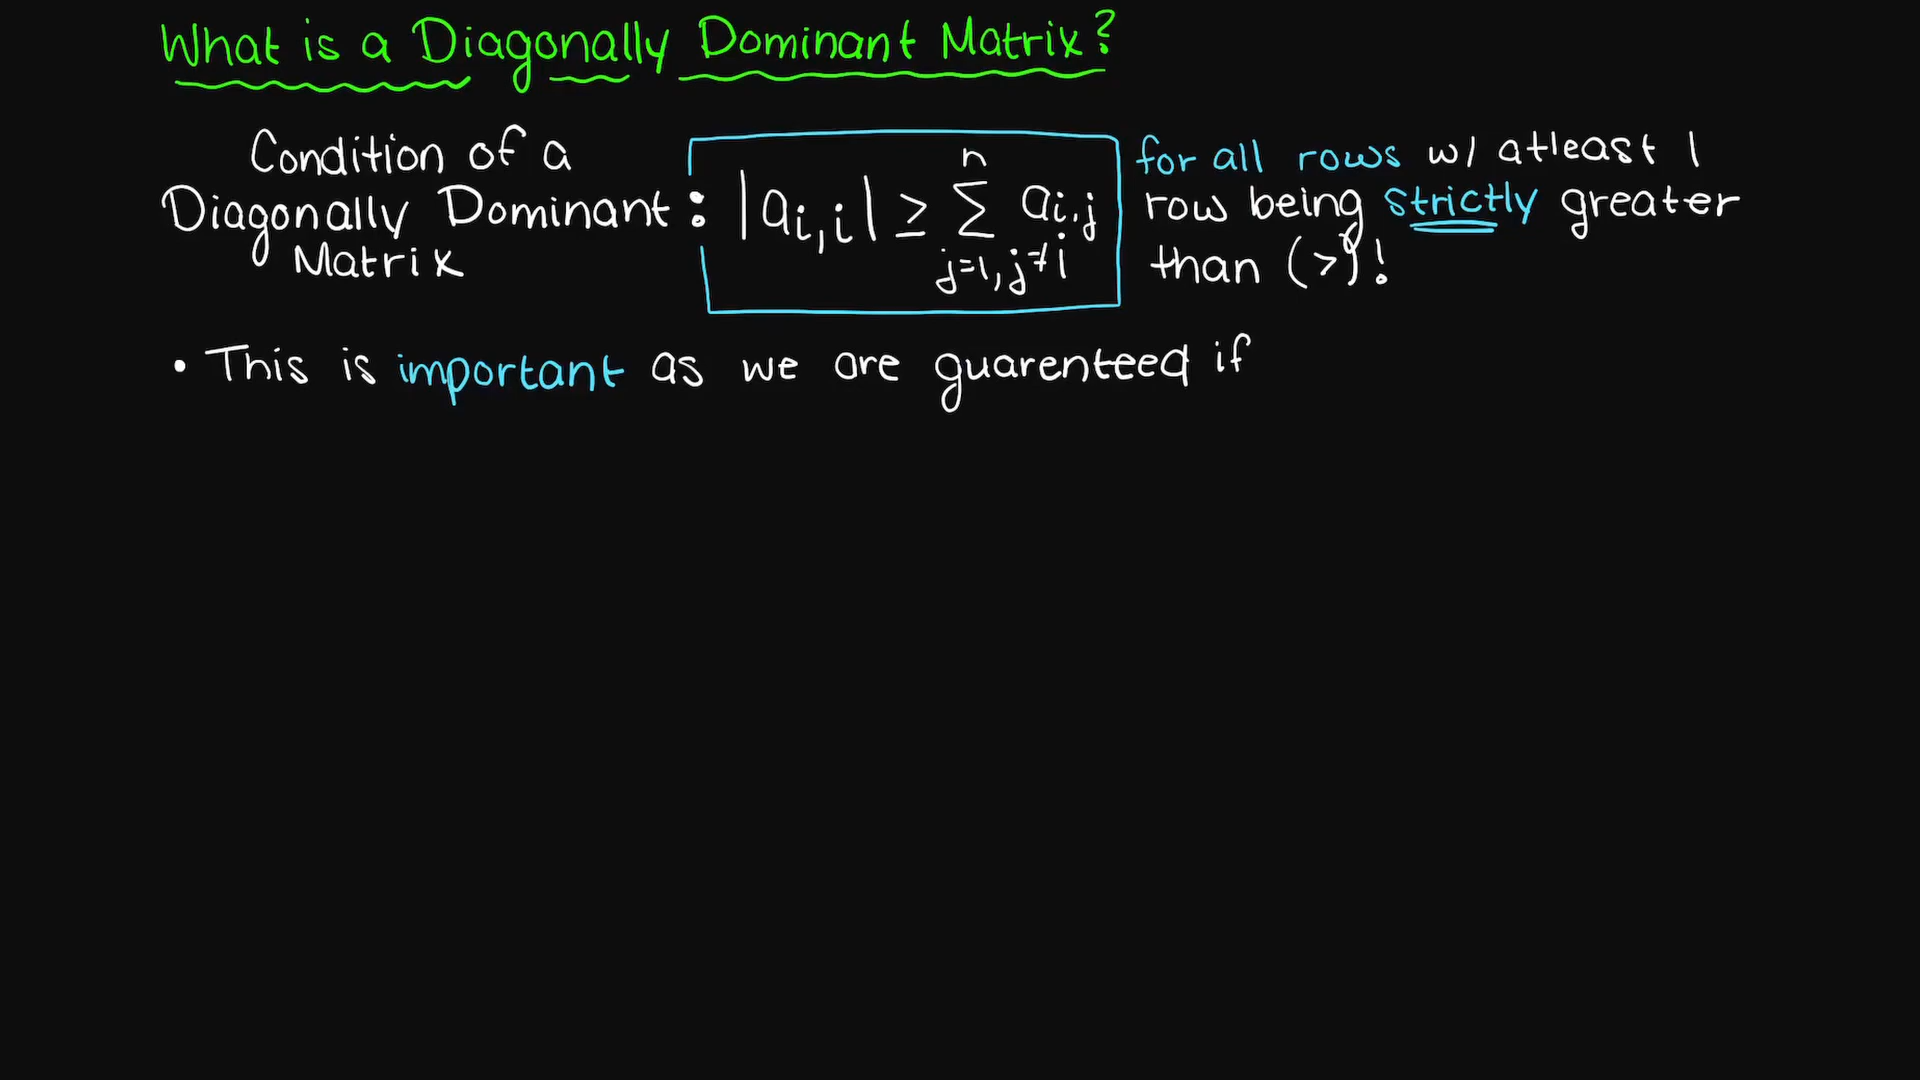 What is a Diagonally Dominant Matrix?
Condition of a
Diagonally Dominant :
Matrix
|a_{i,i}| ≥ \sum_{j=1, j≠i}^{n} a_{i,j}
for all rows w/ atleast 1
row being strictly greater
than (>)!
• This is important as we are guarenteed if